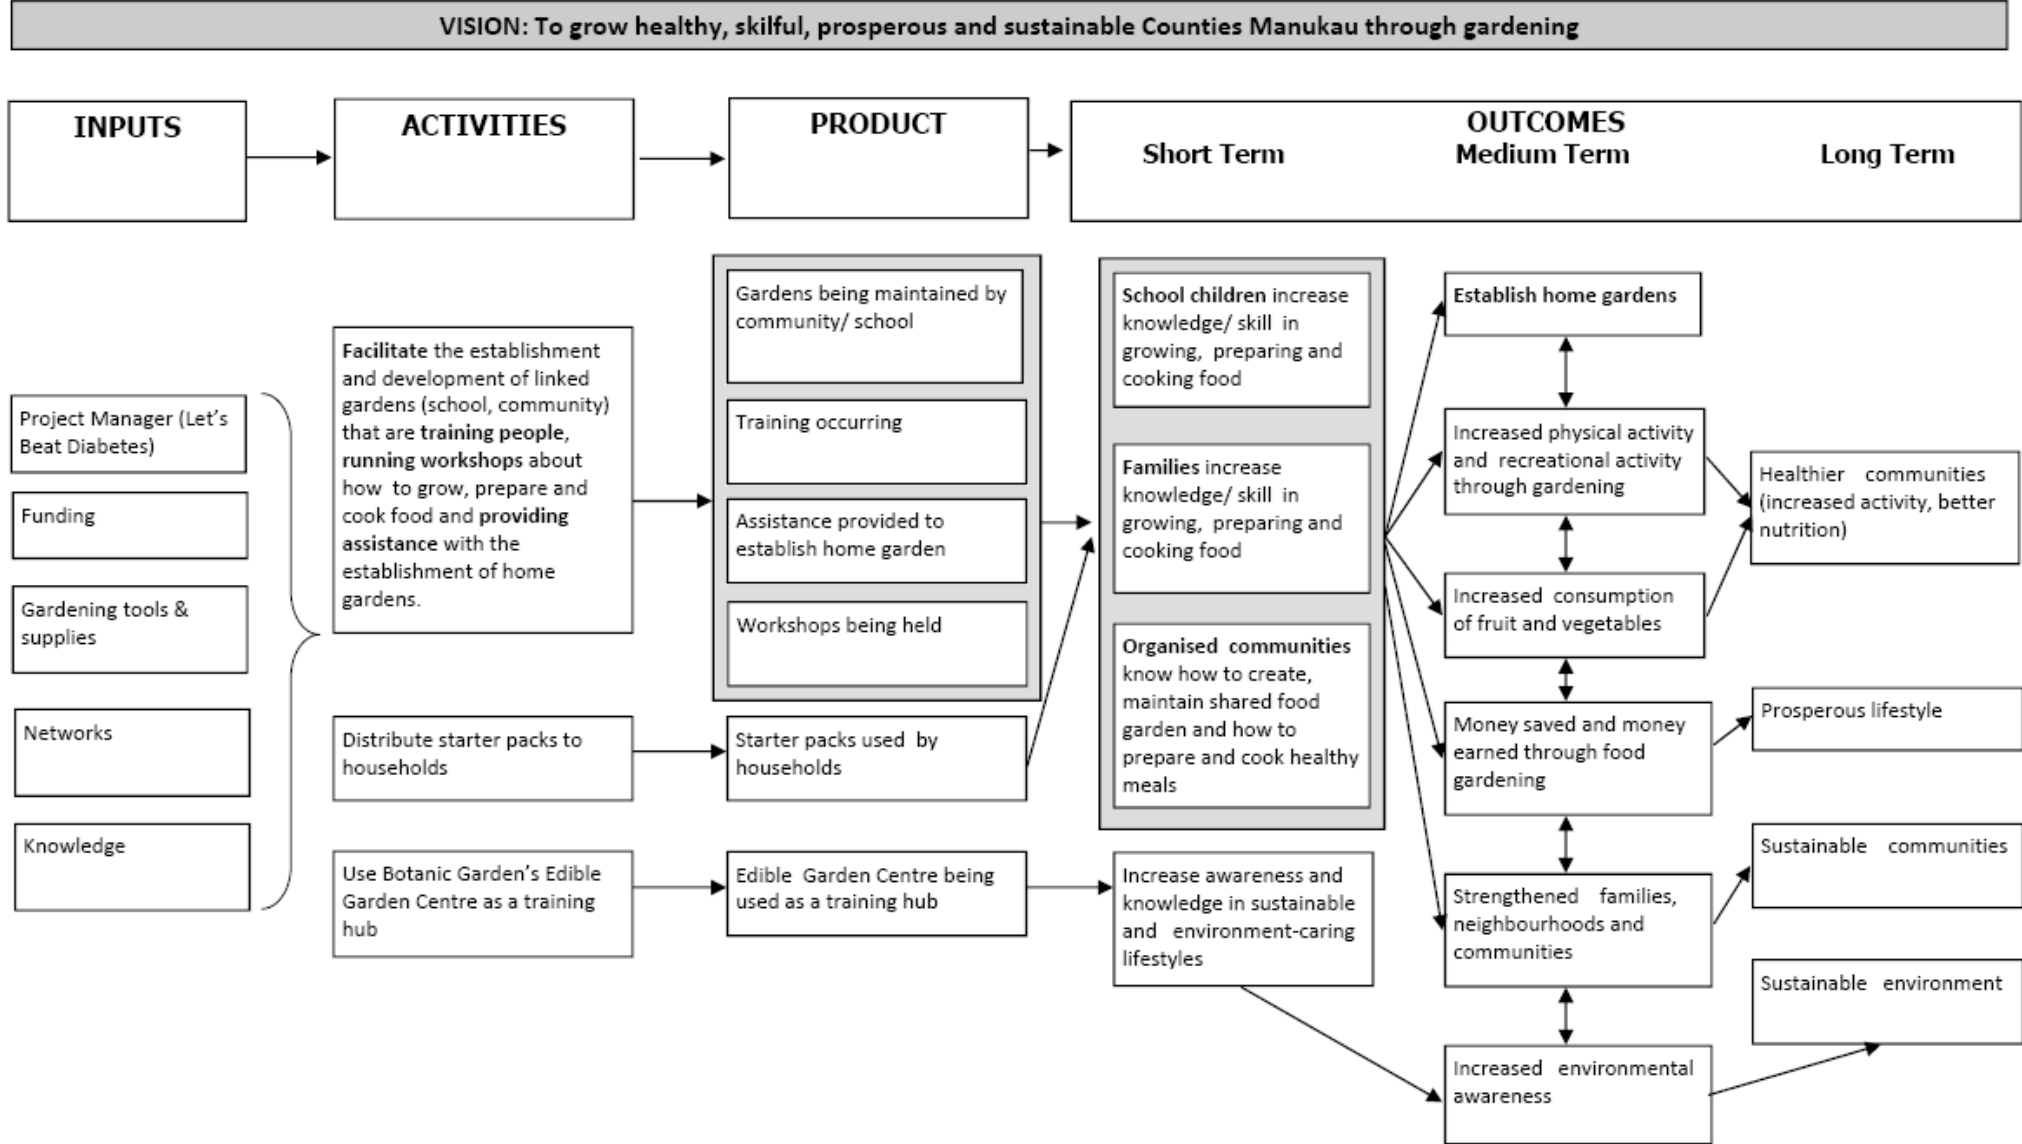 VISION: To grow healthy, skilful, prosperous and sustainable Counties Manukau through gardening
INPUTS
ACTIVITIES
PRODUCT
OUTCOMES
Short Term
Medium Term
Long Term
Project Manager (Let’s
Beat Diabetes)
Funding
Gardening tools &
supplies
Networks
Knowledge
Facilitate the establishment
and development of linked
gardens (school, community)
that are training people,
running workshops about
how to grow, prepare and
cook food and providing
assistance with the
establishment of home
gardens.
Distribute starter packs to
households
Use Botanic Garden’s Edible
Garden Centre as a training
hub
Gardens being maintained by
community/ school
Training occurring
Assistance provided to
establish home garden
Workshops being held
Starter packs used by
households
Edible Garden Centre being
used as a training hub
School children increase
knowledge/ skill in
growing, preparing and
cooking food
Families increase
knowledge/ skill in
growing, preparing and
cooking food
Organised communities
know how to create,
maintain shared food
garden and how to
prepare and cook healthy
meals
Increase awareness and
knowledge in sustainable
and environment-caring
lifestyles
Establish home gardens
Increased physical activity
and recreational activity
through gardening
Increased consumption
of fruit and vegetables
Money saved and money
earned through food
gardening
Strengthened families,
neighbourhoods and
communities
Increased environmental
awareness
Healthier communities
(increased activity, better
nutrition)
Prosperous lifestyle
Sustainable communities
Sustainable environment